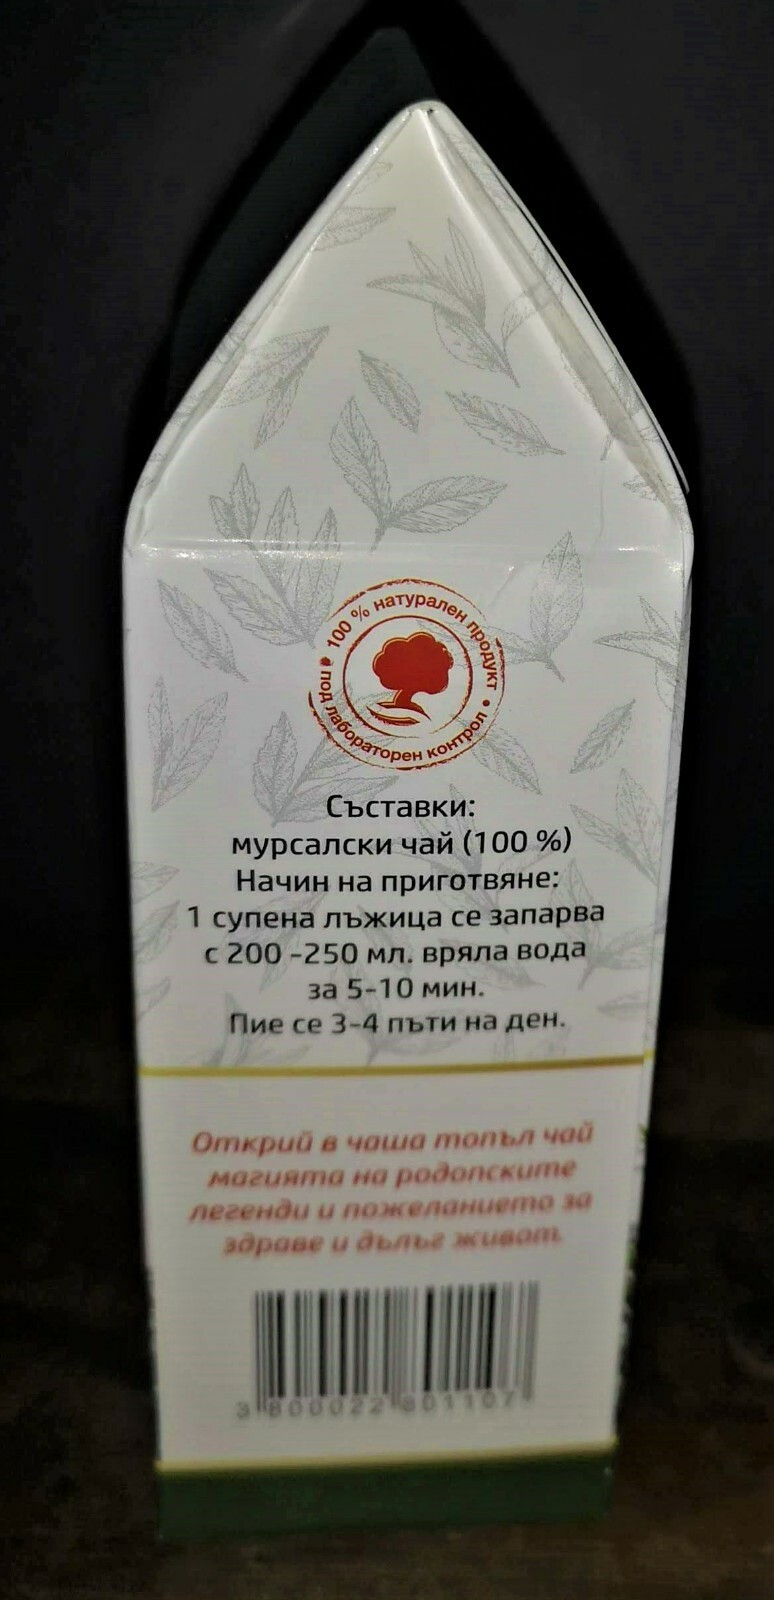 100 % натурален продукт •
под лабораторен контрол •
Съставки:
мурсалски чай (100 %)
Начин на приготвяне:
1 супена лъжица се запарва
с 200 -250 мл. вряла вода
за 5-10 мин.
Пие се 3-4 пъти на ден.
Открий в чаша топъл чай
магията на родопските
легенди и пожеланието за
здраве и дълъг живот.
3 800022 801107